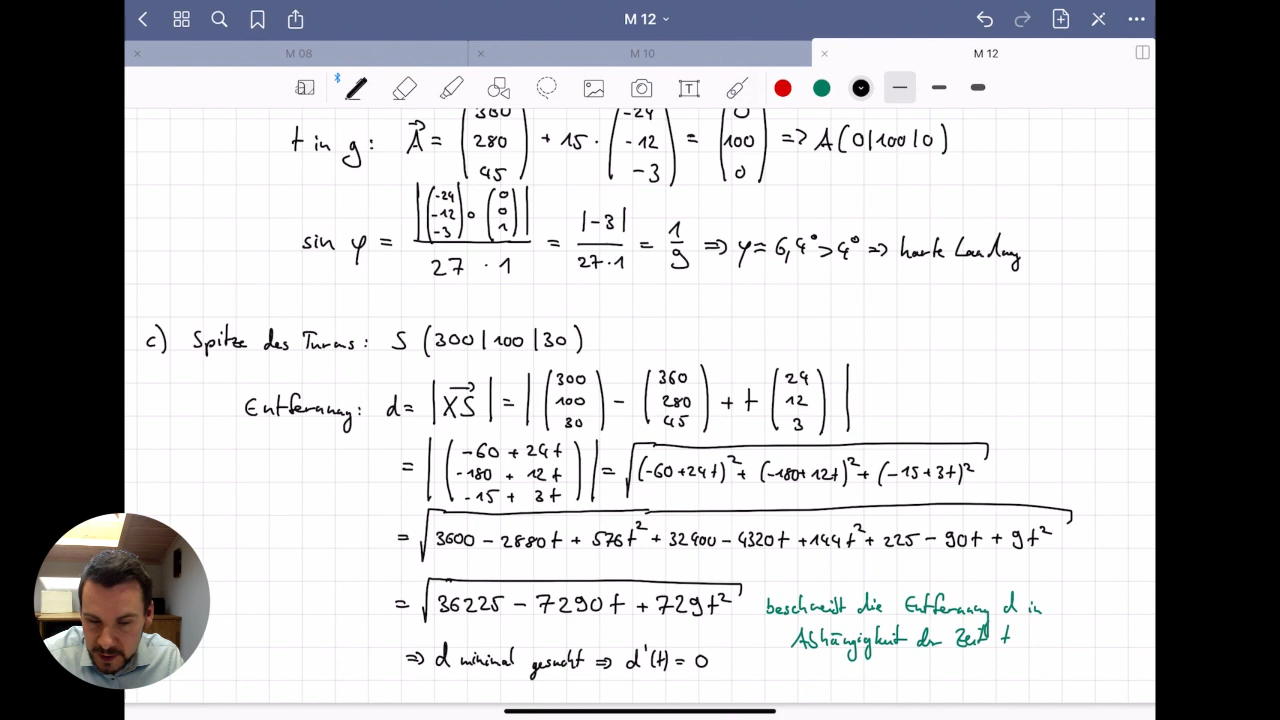 M 12
M 08
M 10
M 12
t in g: A⃗ = (360 280 45) + 15 · (-24 -12 -3) = (0 100 0) => A(0|100|0)
sin φ = |(-24 -12 -3) ∘ (0 0 1)| / 27 · 1 = |-3| / 27·1 = 1/9 => φ ≈ 6,4° > 4° => harte Landung
c) Spitze des Turms: S (300|100|30)
Entfernung: d = |XS⃗| = |(300 100 30) - (360 280 45) + t (24 12 3)|
= |(-60 + 24t -180 + 12t -15 + 3t)| = √((-60+24t)² + (-180+12t)² + (-15+3t)²)
= √(3600 - 2880t + 576t² + 32400 - 4320t + 144t² + 225 - 90t + 9t²)
= √(36225 - 7290t + 729t²)
beschreibt die Entfernung d in
Abhängigkeit der Zeit t
=> d minimal gesucht => d'(t) = 0